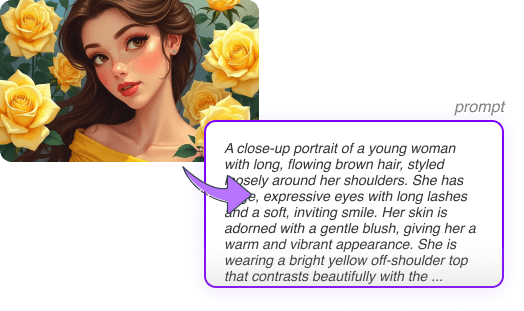 prompt
A close-up portrait of a young woman
with long, flowing brown hair, styled
loosely around her shoulders. She has
expressive eyes with long lashes
and a soft, inviting smile. Her skin is
adorned with a gentle blush, giving her a
warm and vibrant appearance. She is
wearing a bright yellow off-shoulder top
that contrasts beautifully with the ...